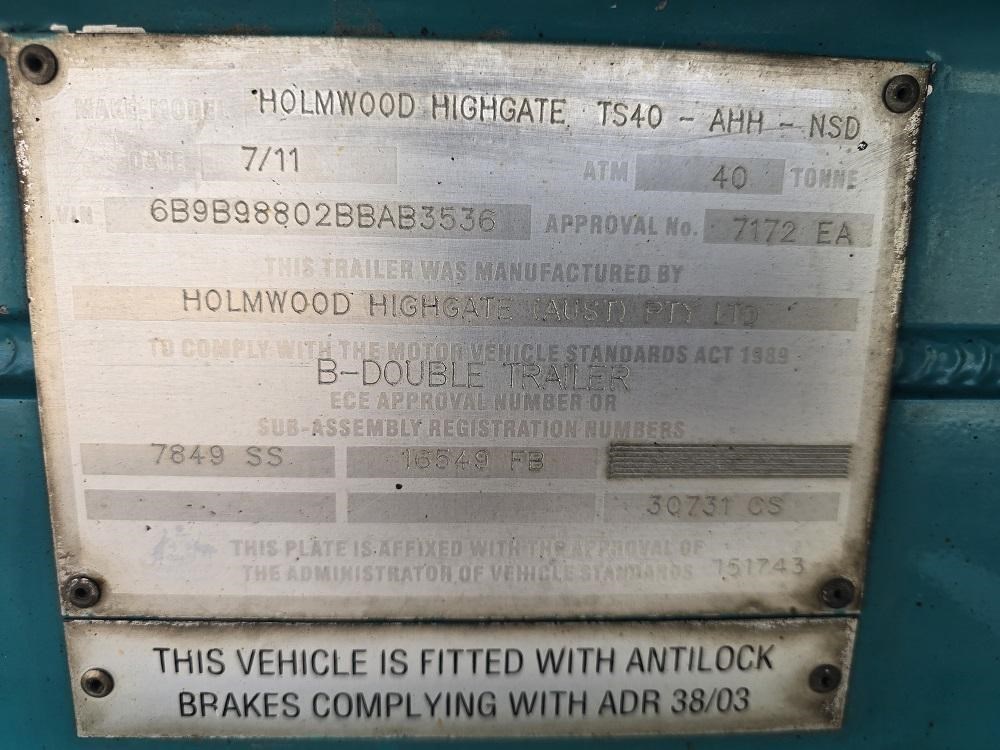 MAKE-MODEL HOLMWOOD HIGHGATE TS40 - AHH - NSD
DATE 7/11 ATM 40 TONNE
VIN 6B9B98802BBAB3536 APPROVAL No. 7172 EA
THIS TRAILER WAS MANUFACTURED BY
HOLMWOOD HIGHGATE (AUST) PTY LTD
TO COMPLY WITH THE MOTOR VEHICLE STANDARDS ACT 1989
B-DOUBLE TRAILER
ECE APPROVAL NUMBER OR
SUB-ASSEMBLY REGISTRATION NUMBERS
7849 SS 16549 FB
30731 CS
THIS PLATE IS AFFIXED WITH THE APPROVAL OF
THE ADMINISTRATOR OF VEHICLE STANDARDS 151743
THIS VEHICLE IS FITTED WITH ANTILOCK
BRAKES COMPLYING WITH ADR 38/03